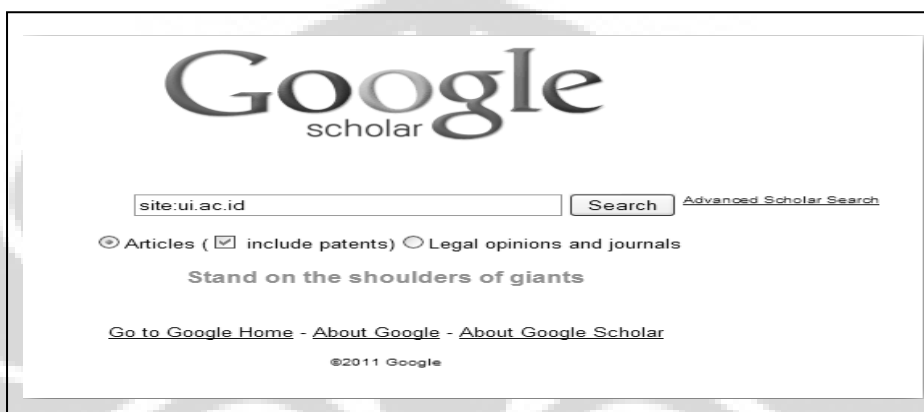 Google
scholar
site:ui.ac.id Search Advanced Scholar Search
Articles ( include patents) Legal opinions and journals
Stand on the shoulders of giants
Go to Google Home - About Google - About Google Scholar
©2011 Google